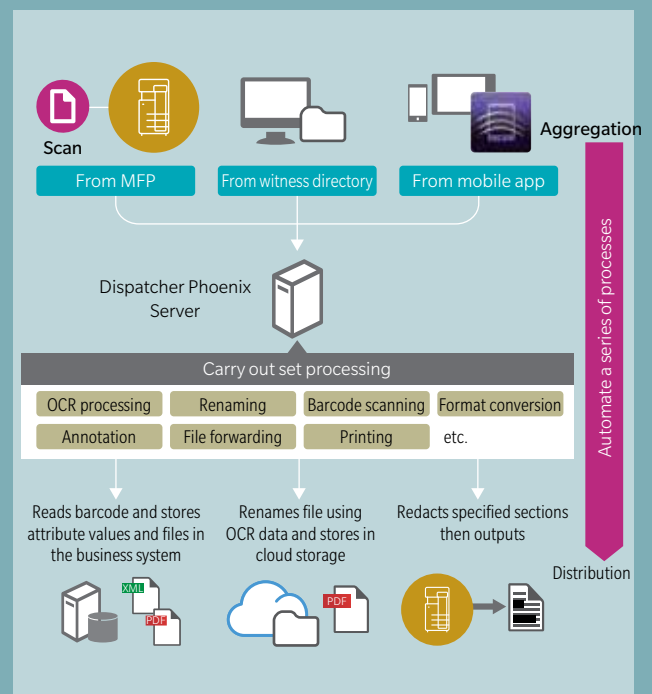 Scan
Aggregation
From MFP
From witness directory
From mobile app
Automate a series of processes
Dispatcher Phoenix
Server
Carry out set processing
OCR processing
Renaming
Barcode scanning
Format conversion
Annotation
File forwarding
Printing
etc.
Reads barcode and stores
attribute values and files in
the business system
Renames file using
OCR data and stores in
cloud storage
Redacts specified sections
then outputs
Distribution
XML
PDF
PDF